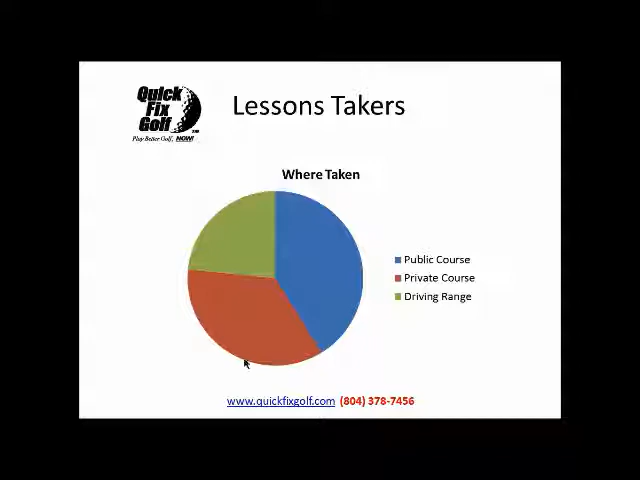 Quick
Fix
Golf
Play Better Golf, NOW!
Lessons Takers
Where Taken
Public Course
Private Course
Driving Range
www.quickfixgolf.com (804) 378-7456